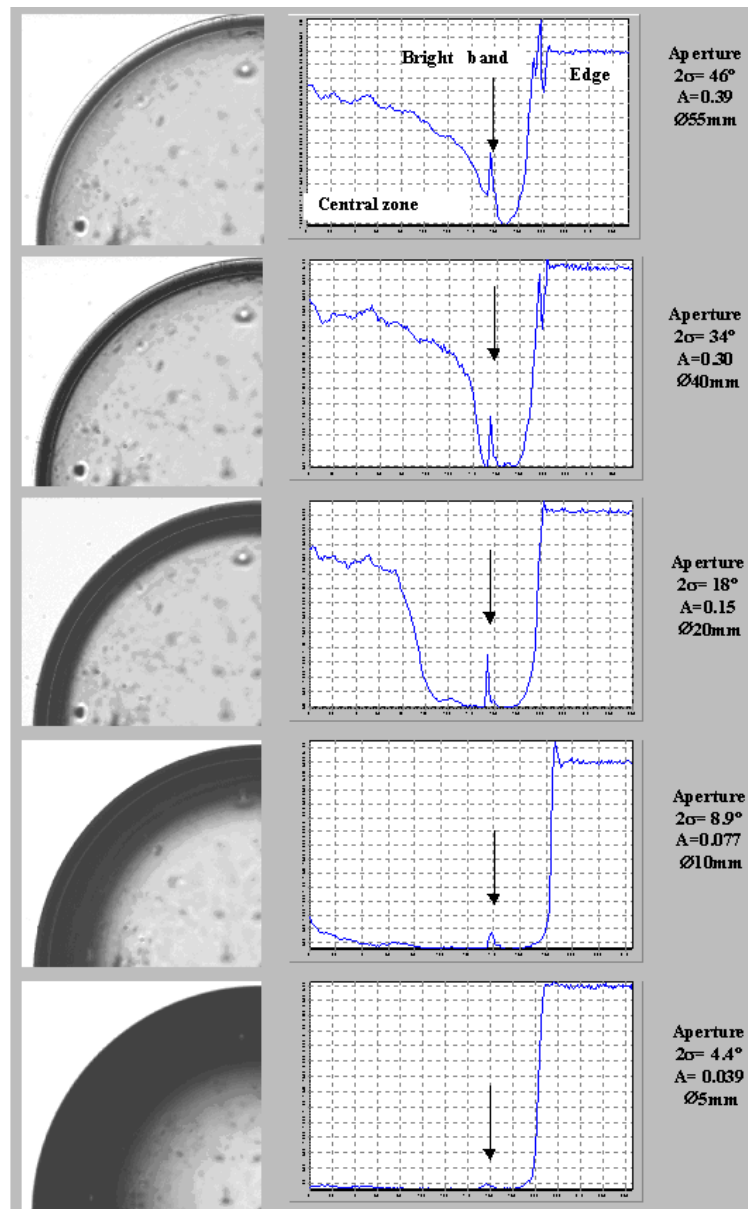 Bright band
Edge
Central zone
Aperture
2σ= 46°
A=0.39
Ø55mm
Aperture
2σ= 34°
A=0.30
Ø40mm
Aperture
2σ= 18°
A=0.15
Ø20mm
Aperture
2σ= 8.9°
A=0.077
Ø10mm
Aperture
2σ= 4.4°
A= 0.039
Ø5mm